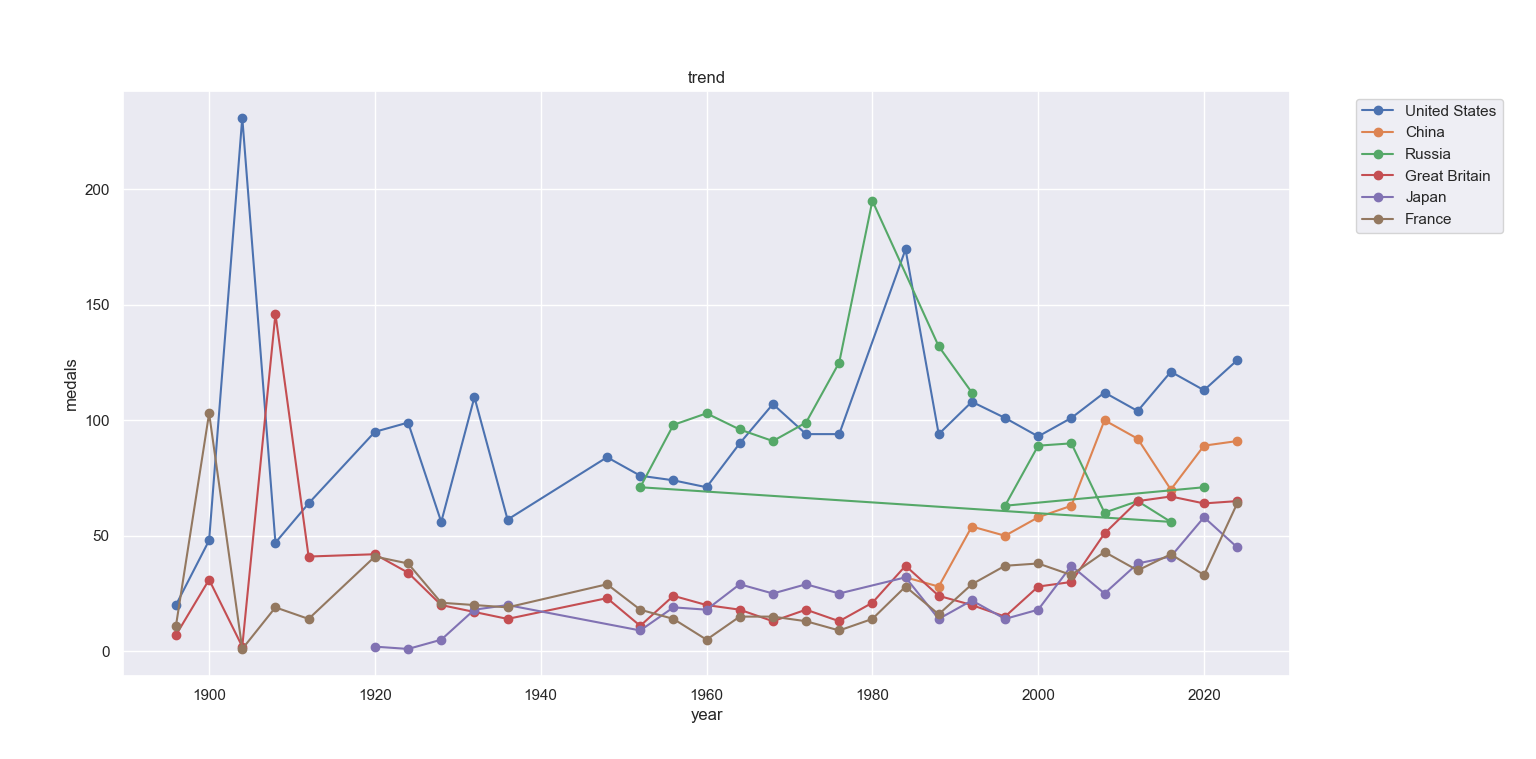 trend
United States
China
Russia
Great Britain
Japan
France
medals
200
150
100
50
0
1900
1920
1940
1960
1980
2000
2020
year